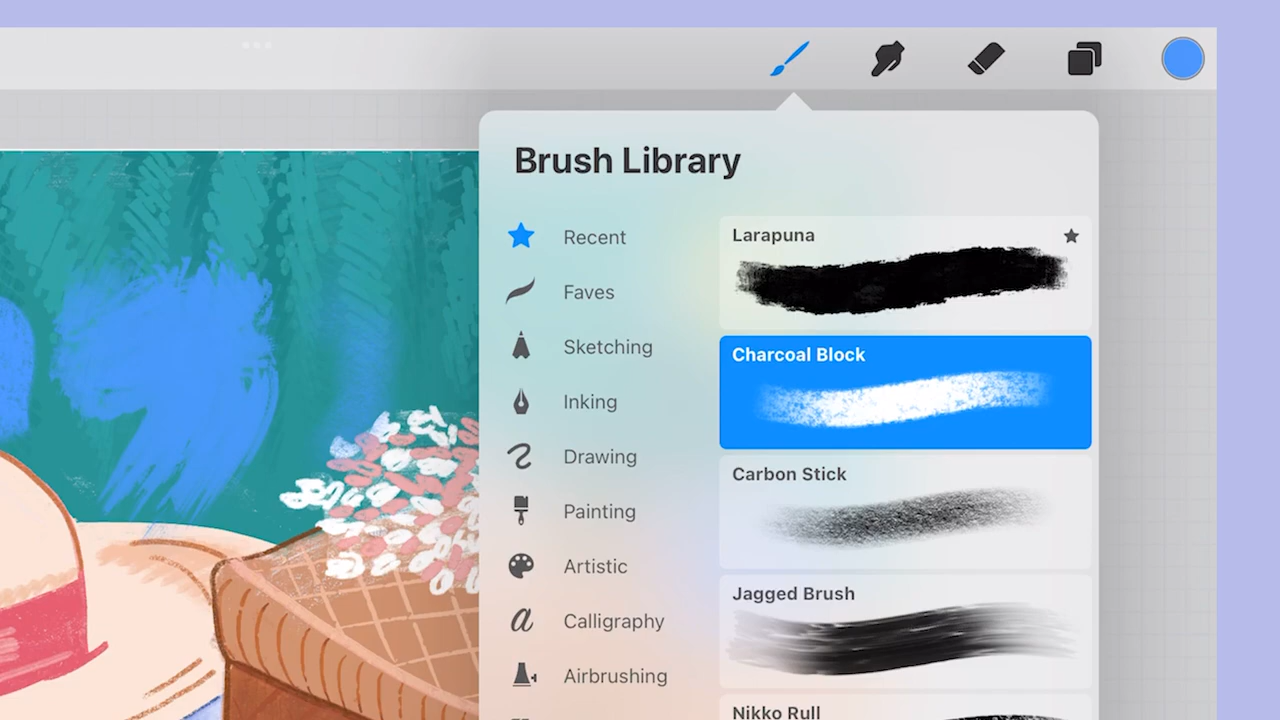 Brush Library
Recent
Faves
Sketching
Inking
Drawing
Painting
Artistic
Calligraphy
Airbrushing
Larapuna
Charcoal Block
Carbon Stick
Jagged Brush
Nikko Rull